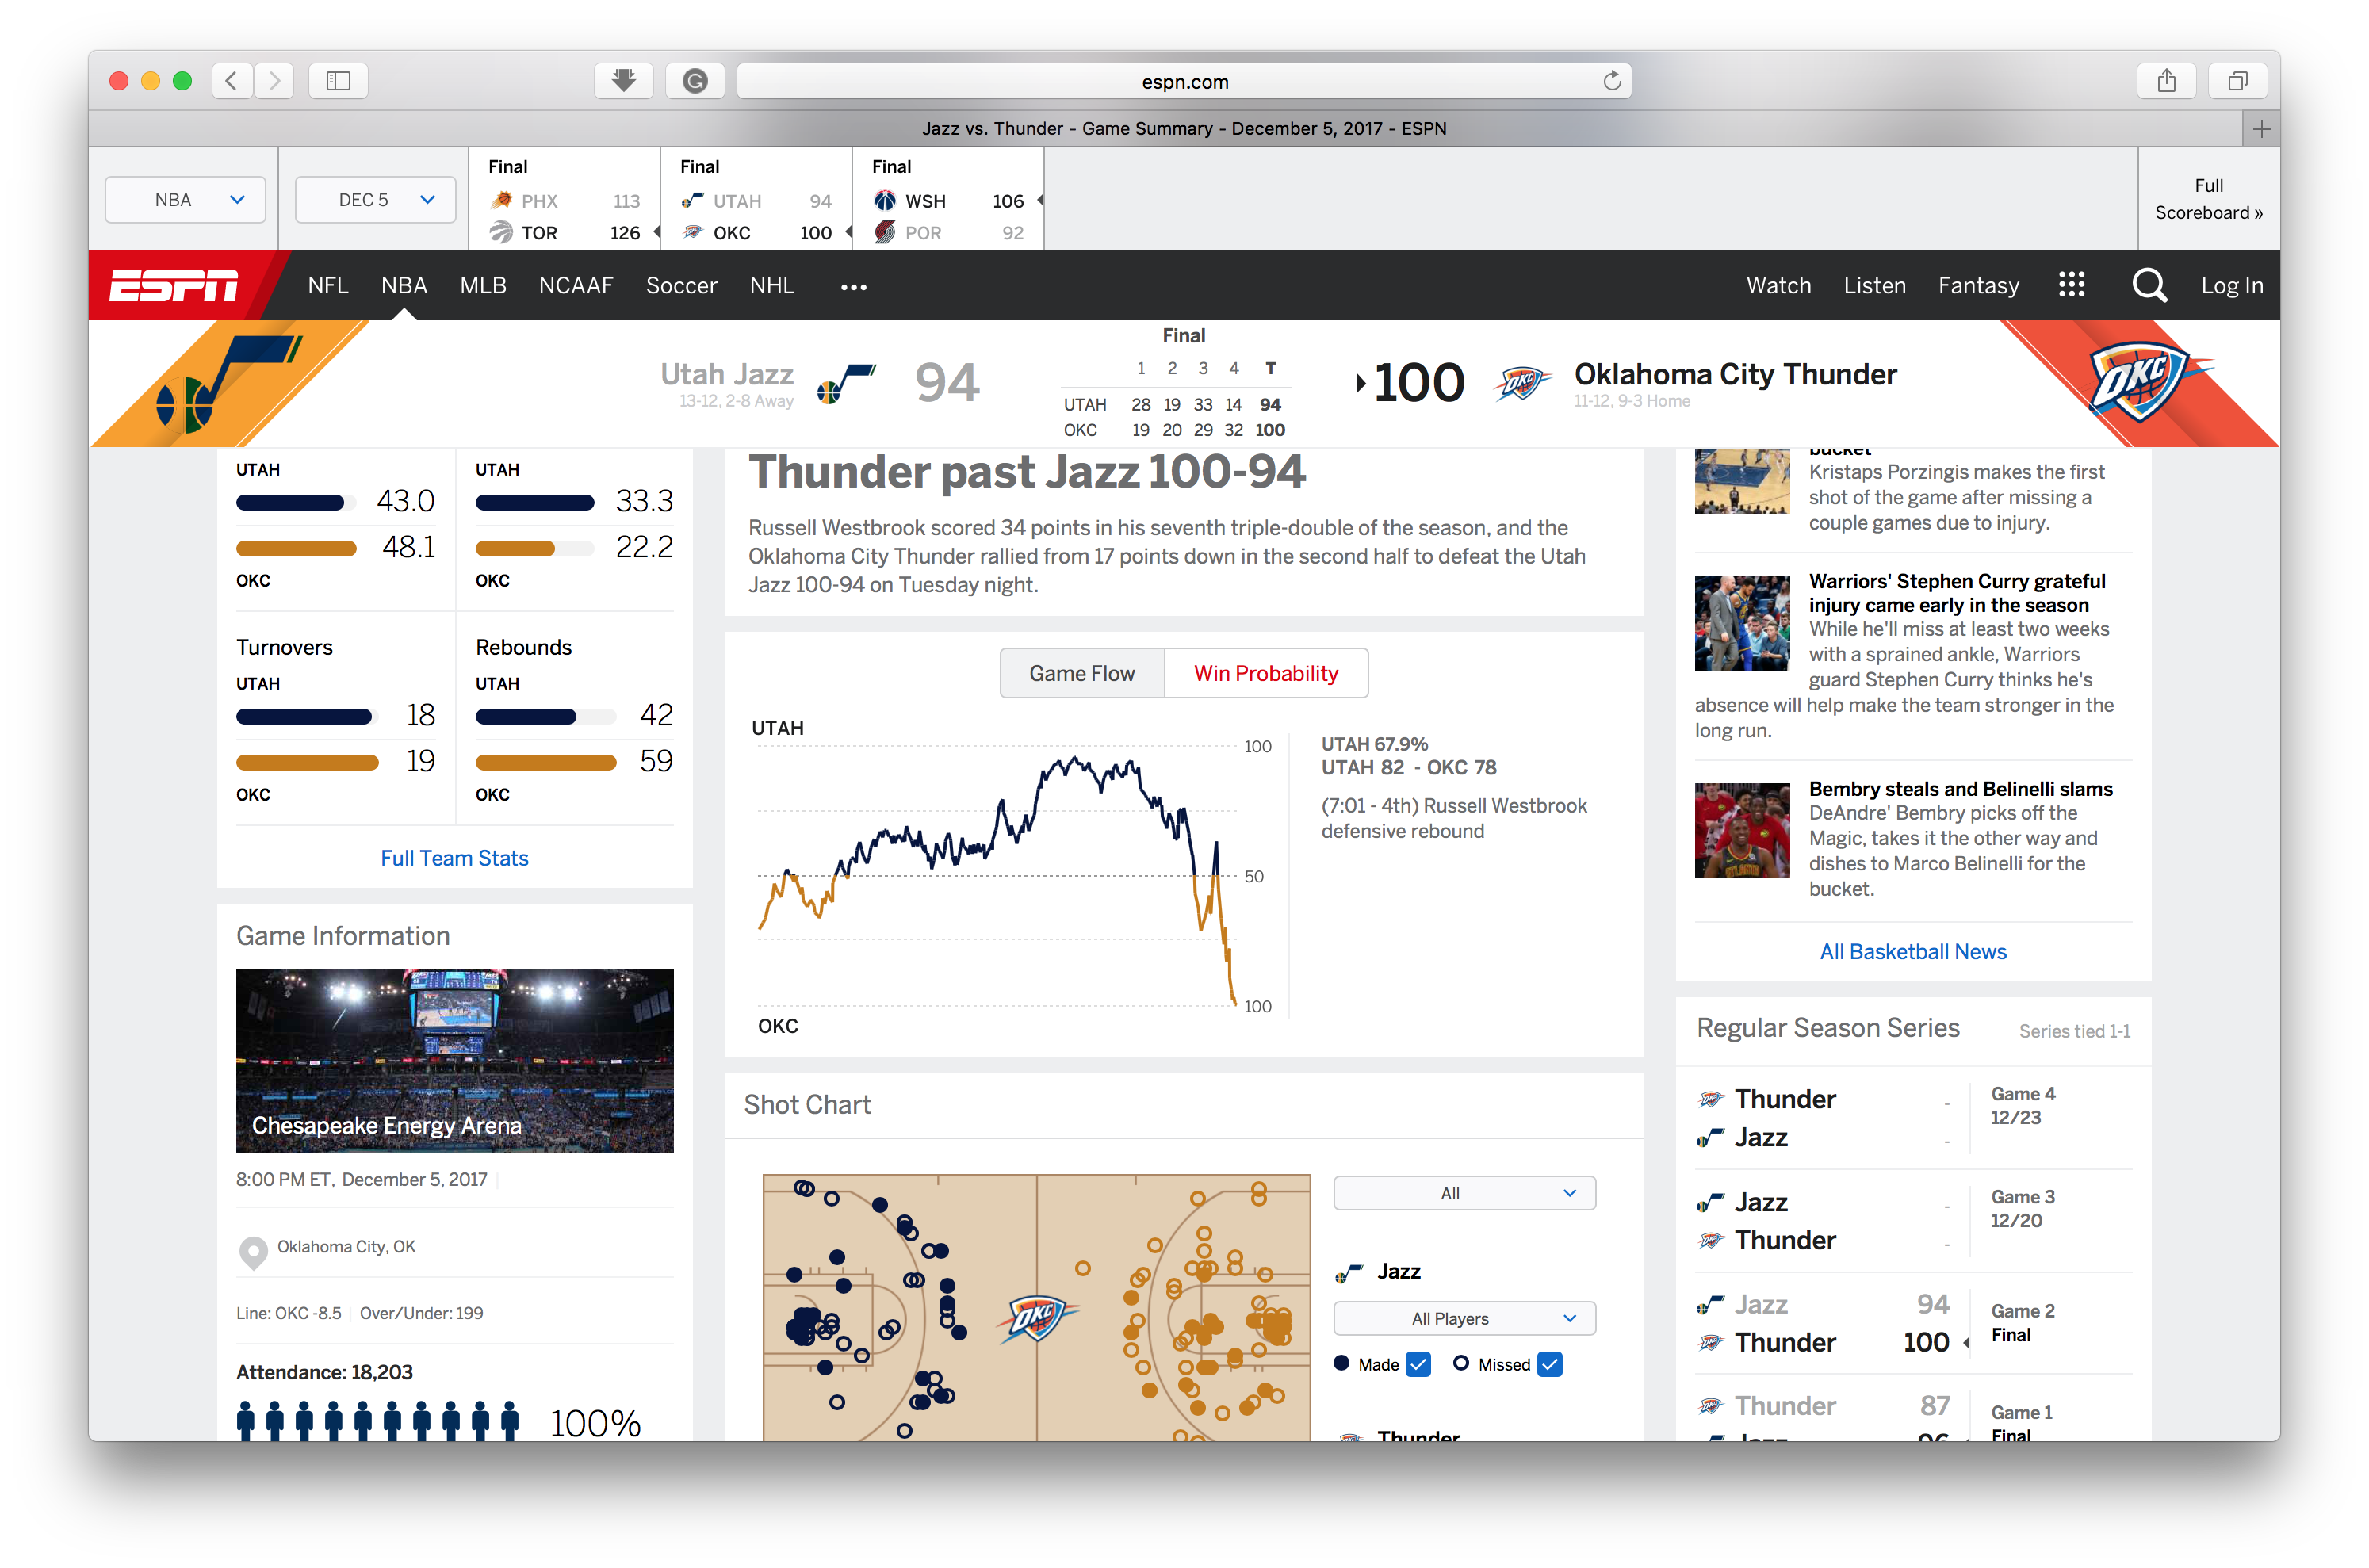 espn.com
Jazz vs. Thunder - Game Summary - December 5, 2017 - ESPN
NBA
DEC 5
Final
PHX 113
TOR 126
Final
UTAH 94
OKC 100
Final
WSH 106
POR 92
Full
Scoreboard »
ESPN
NFL NBA MLB NCAAF Soccer NHL
Watch Listen Fantasy Log In
Utah Jazz
13-12, 2-8 Away
94
Final
1 2 3 4 T
UTAH 28 19 33 14 94
OKC 19 20 29 32 100
100
OKC
Oklahoma City Thunder
11-12, 9-3 Home
OKC
UTAH
43.0
48.1
OKC
UTAH
33.3
22.2
OKC
Turnovers
UTAH
18
19
OKC
Rebounds
UTAH
42
59
OKC
Full Team Stats
Game Information
Chesapeake Energy Arena
8:00 PM ET, December 5, 2017
Oklahoma City, OK
Line: OKC -8.5 Over/Under: 199
Attendance: 18,203
100%
Thunder past Jazz 100-94
Russell Westbrook scored 34 points in his seventh triple-double of the season, and the
Oklahoma City Thunder rallied from 17 points down in the second half to defeat the Utah
Jazz 100-94 on Tuesday night.
Game Flow
Win Probability
UTAH
100
50
100
OKC
UTAH 67.9%
UTAH 82 - OKC 78
(7:01 - 4th) Russell Westbrook
defensive rebound
Shot Chart
OKC
All
Jazz
All Players
Made Missed
Thunder
bucket
Kristaps Porzingis makes the first
shot of the game after missing a
couple games due to injury.
Warriors' Stephen Curry grateful
injury came early in the season
While he'll miss at least two weeks
with a sprained ankle, Warriors
guard Stephen Curry thinks he's
absence will help make the team stronger in the
long run.
Bembry steals and Belinelli slams
DeAndre' Bembry picks off the
Magic, takes it the other way and
dishes to Marco Belinelli for the
bucket.
All Basketball News
Regular Season Series
Series tied 1-1
Thunder -
Jazz -
Game 4
12/23
Jazz -
Thunder -
Game 3
12/20
Jazz 94
Thunder 100
Game 2
Final
Thunder 87
Jazz 96
Game 1
Final